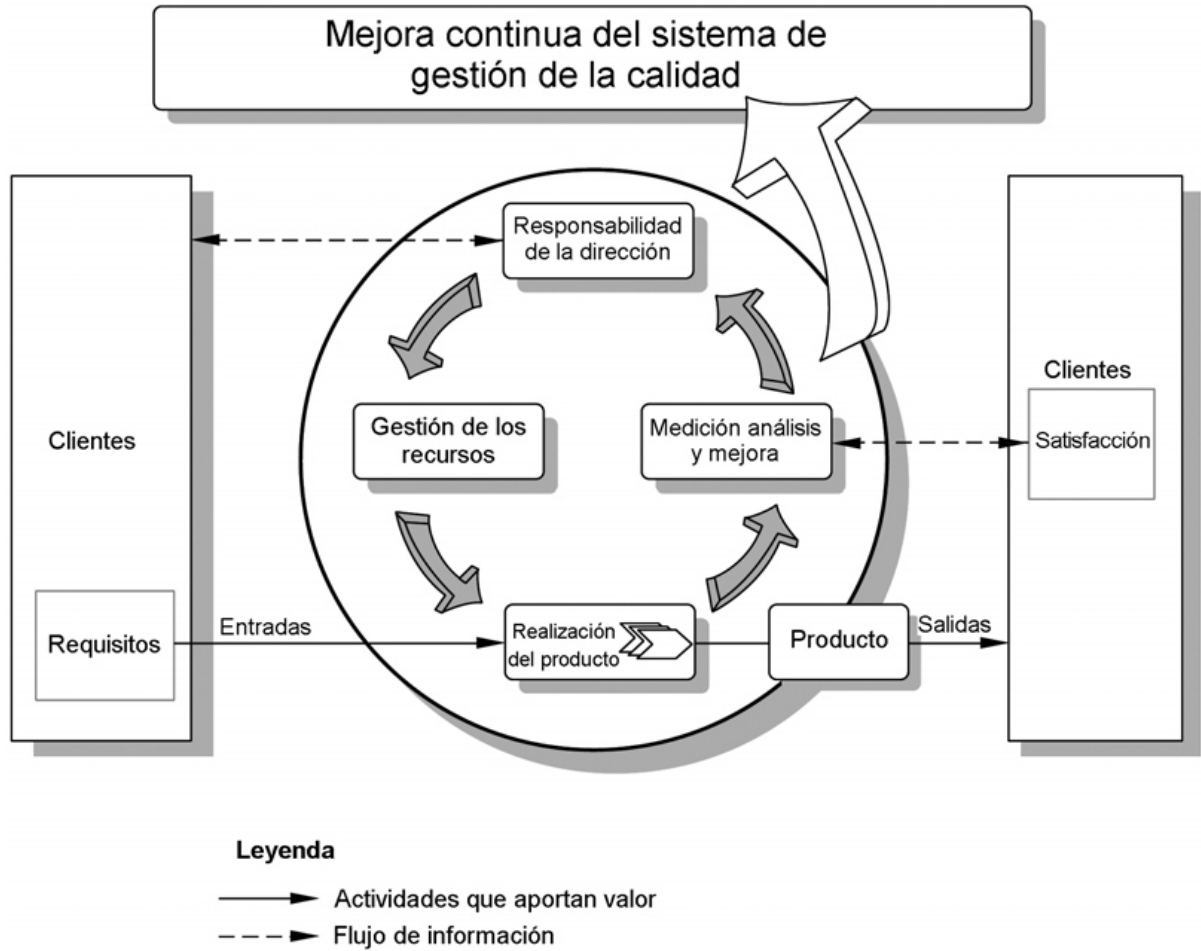 Mejora continua del sistema de
gestión de la calidad
Responsabilidad
de la dirección
Clientes
Gestión de los
recursos
Medición análisis
y mejora
Clientes
Satisfacción
Requisitos
Entradas
Realización
del producto
Producto
Salidas
Leyenda
Actividades que aportan valor
Flujo de información